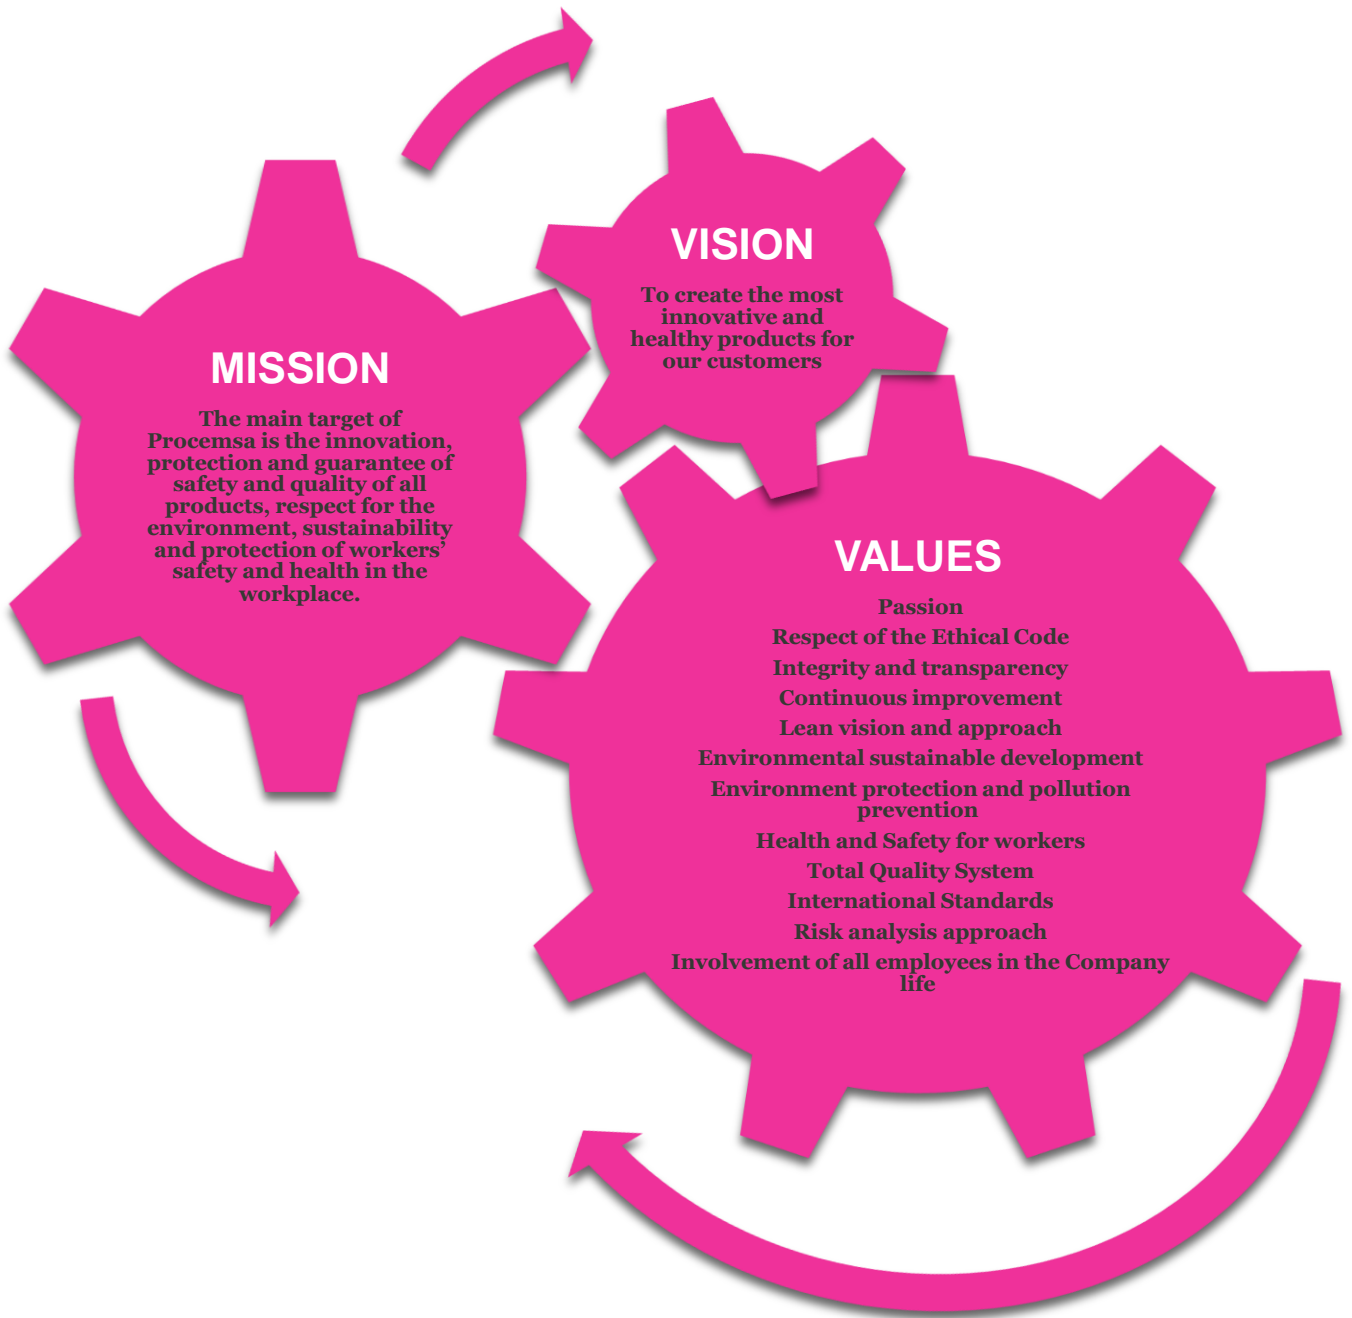 MISSION
The main target of
Procemsa is the innovation,
protection and guarantee of
safety and quality of all
products, respect for the
environment, sustainability
and protection of workers’
safety and health in the
workplace.
VISION
To create the most
innovative and
healthy products for
our customers
VALUES
Passion
Respect of the Ethical Code
Integrity and transparency
Continuous improvement
Lean vision and approach
Environmental sustainable development
Environment protection and pollution
prevention
Health and Safety for workers
Total Quality System
International Standards
Risk analysis approach
Involvement of all employees in the Company
life